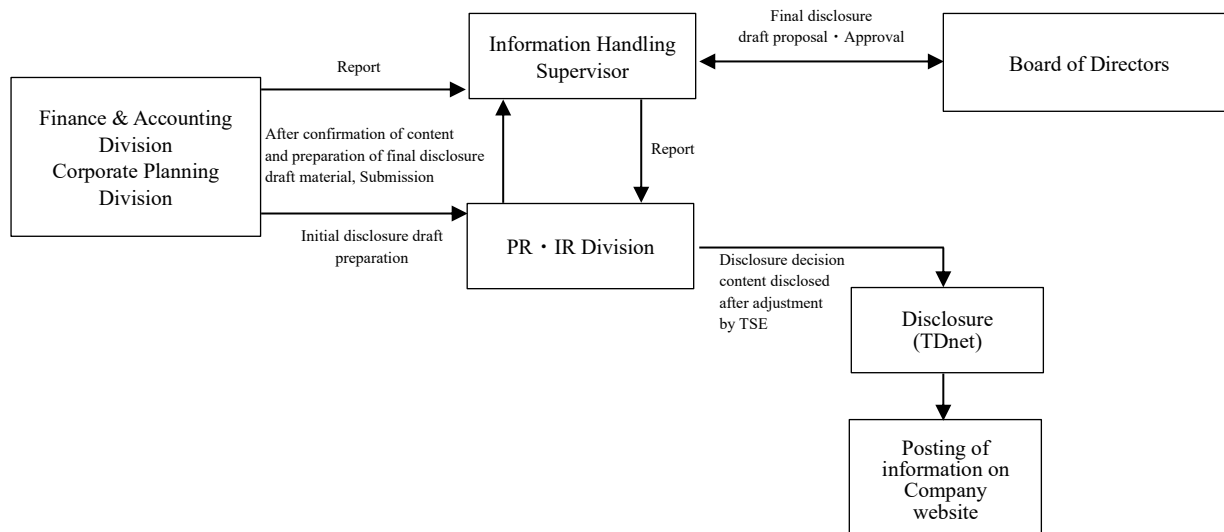 Final disclosure
draft proposal・Approval
Information Handling
Supervisor
Board of Directors
Report
Finance & Accounting
Division
Corporate Planning
Division
After confirmation of content
and preparation of final disclosure
draft material, Submission
Report
Initial disclosure draft
preparation
PR・IR Division
Disclosure decision
content disclosed
after adjustment
by TSE
Disclosure
(TDnet)
Posting of
information on
Company
website